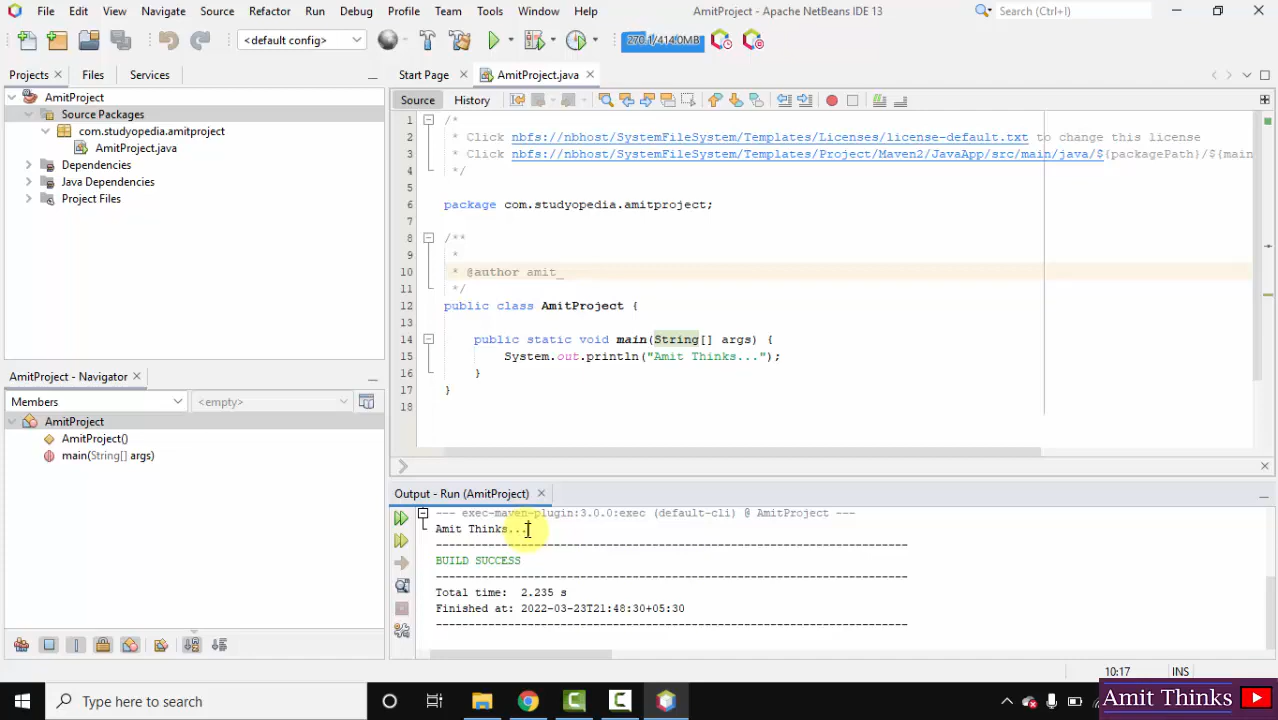 File Edit View Navigate Source Refactor Run Debug Profile Team Tools Window Help AmitProject - Apache NetBeans IDE 13 Search (Ctrl+I)
<default config> 270.1/414.0MB
Projects Files Services Start Page AmitProject.java
AmitProject
Source Packages
com.studyopedia.amitproject
AmitProject.java
Dependencies
Java Dependencies
Project Files
Source History
1 /*
2 * Click nbfs://nbhost/SystemFileSystem/Templates/Licenses/license-default.txt to change this license
3 * Click nbfs://nbhost/SystemFileSystem/Templates/Project/Maven2/JavaApp/src/main/java/${packagePath}/${main
4 */
5
6 package com.studyopedia.amitproject;
7
8 /**
9 *
10 * @author amit_
11 */
12 public class AmitProject {
13
14 public static void main(String[] args) {
15 System.out.println("Amit Thinks...");
16 }
17 }
18
AmitProject - Navigator
Members <empty>
AmitProject
AmitProject()
main(String[] args)
Output - Run (AmitProject)
--- exec-maven-plugin:3.0.0:exec (default-cli) @ AmitProject ---
Amit Thinks...
------------------------------------------------------------------------
BUILD SUCCESS
------------------------------------------------------------------------
Total time: 2.235 s
Finished at: 2022-03-23T21:48:30+05:30
------------------------------------------------------------------------
10:17 INS
Type here to search
Amit Thinks